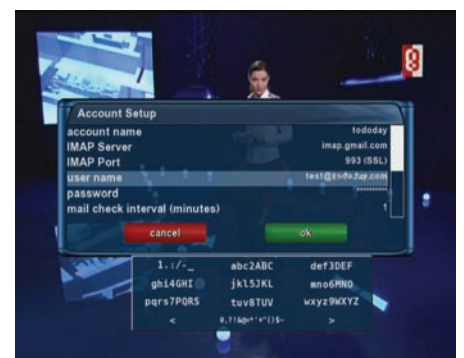 8
Account Setup
account name tododay
IMAP Server imap.gmail.com
IMAP Port 993 (SSL)
user name
password ********
mail check interval (minutes) 1
cancel ok
1.:/-_ abc2ABC def3DEF
ghi4GHI jkl5JKL mno6MNO
pqrs7PQRS tuv8TUV wxyz9WXYZ
< >